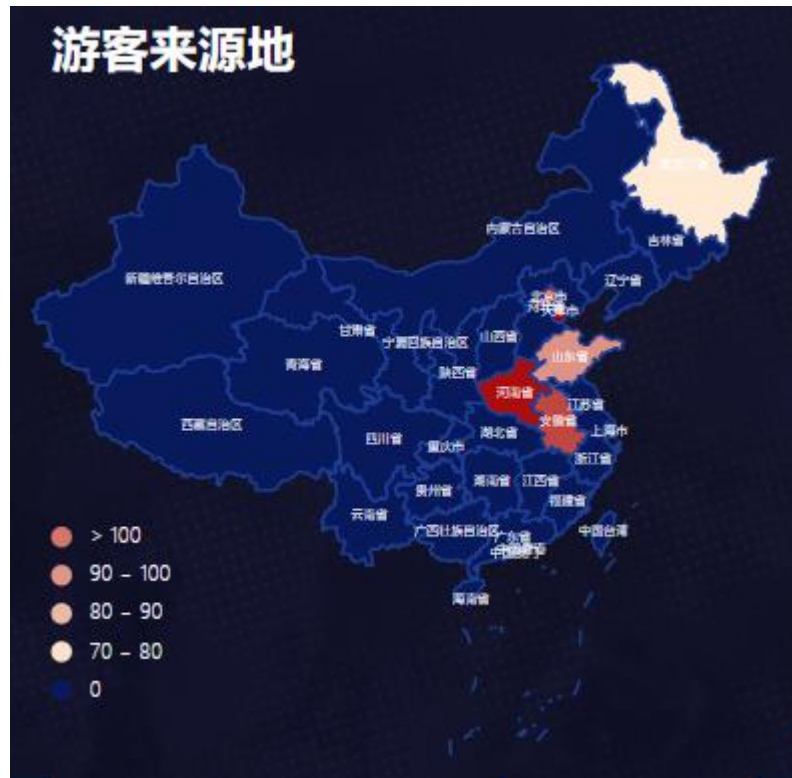 游客来源地
内蒙古自治区
吉林省
新疆维吾尔自治区
辽宁省
北京市
天津市
甘肃省
宁夏回族自治区
山西省
青海省
陕西省
山东省
河南省
江苏省
安徽省
西藏自治区
四川省
重庆市
湖北省
上海市
浙江省
贵州省
湖南省
江西省
福建省
云南省
广西壮族自治区
广东省
中国台湾
海南省
> 100
90 - 100
80 - 90
70 - 80
0